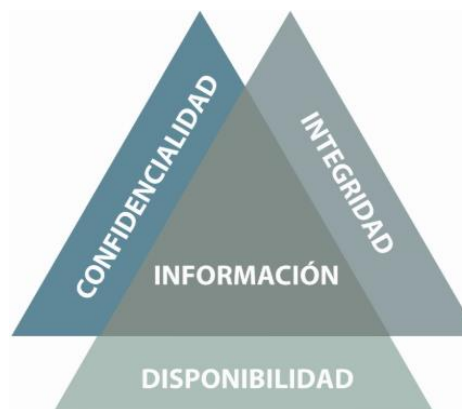 CONFIDENCIALIDAD
INTEGRIDAD
INFORMACIÓN
DISPONIBILIDAD